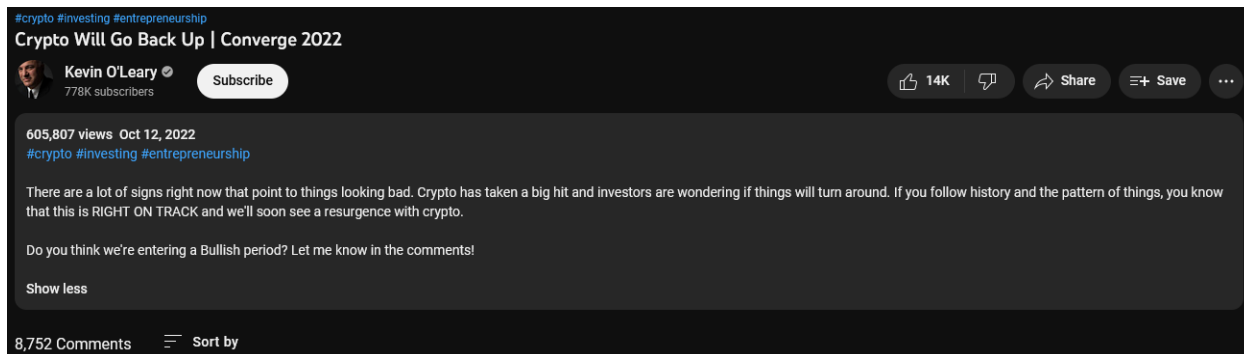 #crypto #investing #entrepreneurship
Crypto Will Go Back Up | Converge 2022
Kevin O'Leary
778K subscribers
Subscribe
14K
Share
Save
605,807 views Oct 12, 2022
#crypto #investing #entrepreneurship
There are a lot of signs right now that point to things looking bad. Crypto has taken a big hit and investors are wondering if things will turn around. If you follow history and the pattern of things, you know
that this is RIGHT ON TRACK and we'll soon see a resurgence with crypto.
Do you think we're entering a Bullish period? Let me know in the comments!
Show less
8,752 Comments
Sort by